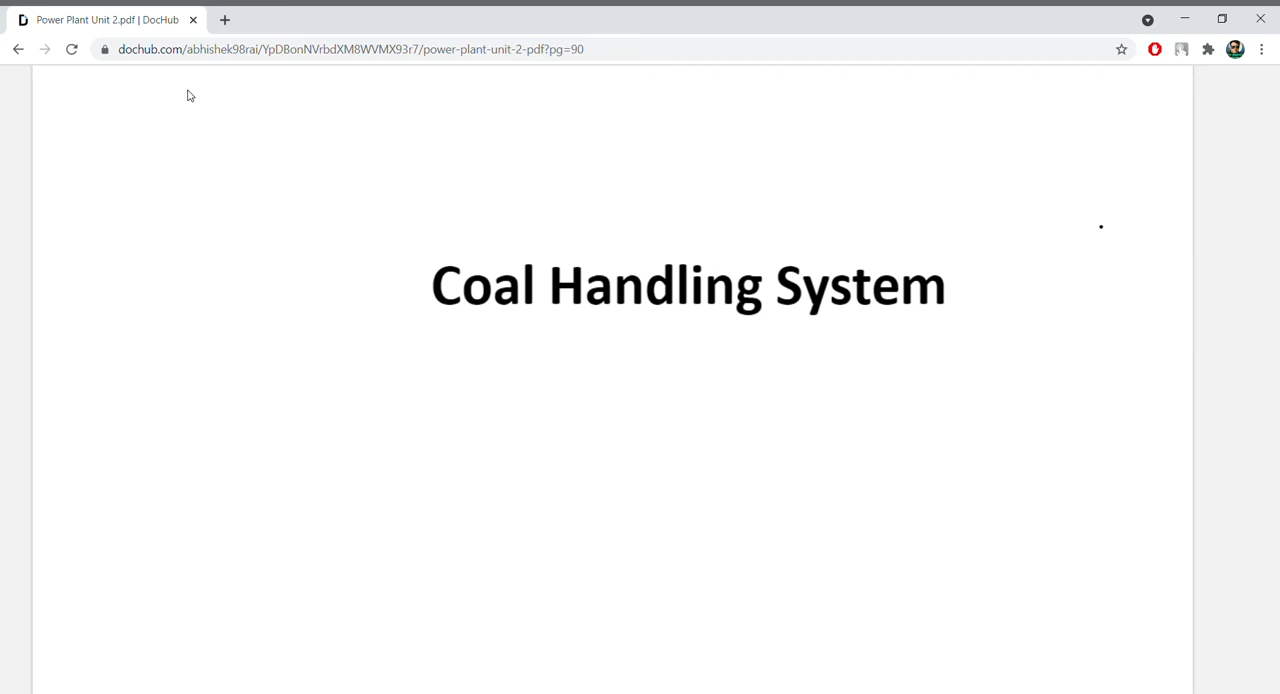 Power Plant Unit 2.pdf | DocHub
dochub.com/abhishek98rai/YpDBonNVrbdXM8WVMX93r7/power-plant-unit-2-pdf?pg=90
Coal Handling System